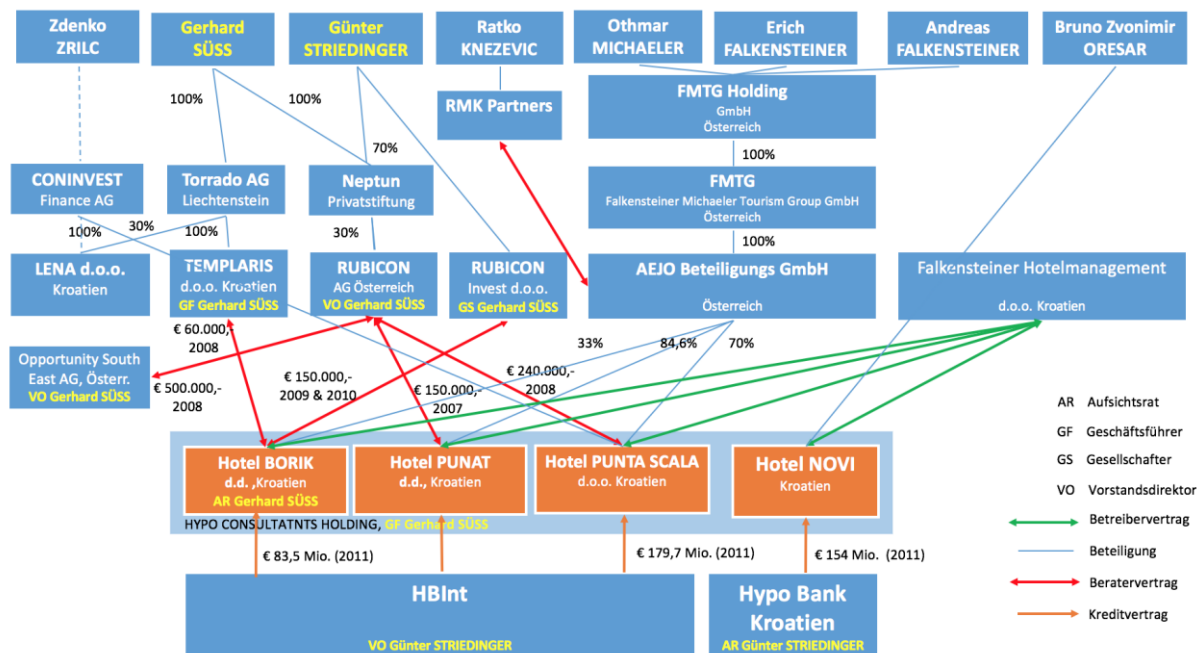 Zdenko
ZRILC
Gerhard
SÜSS
Günter
STRIEDINGER
Ratko
KNEZEVIC
Othmar
MICHAELER
Erich
FALKENSTEINER
Andreas
FALKENSTEINER
Bruno Zvonimir
ORESAR
100%
100%
70%
RMK Partners
FMTG Holding
GmbH
Österreich
100%
CONINVEST
Finance AG
Torrado AG
Liechtenstein
Neptun
Privatstiftung
FMTG
Falkensteiner Michaeler Tourism Group GmbH
Österreich
100%
30%
100%
30%
100%
LENA d.o.o.
Kroatien
TEMPLARIS
d.o.o. Kroatien
GF Gerhard SÜSS
RUBICON
AG Österreich
VO Gerhard SÜSS
RUBICON
Invest d.o.o.
GS Gerhard SÜSS
AEJO Beteiligungs GmbH
Österreich
Falkensteiner Hotelmanagement
d.o.o. Kroatien
€ 60.000,-
2008
33%
84,6%
70%
Opportunity South
East AG, Österr.
VO Gerhard SÜSS
€ 500.000,-
2008
€ 150.000,-
2009 & 2010
€ 150.000,-
2007
€ 240.000,-
2008
Hotel BORIK
d.d. ,Kroatien
AR Gerhard SÜSS
Hotel PUNAT
d.d., Kroatien
Hotel PUNTA SCALA
d.o.o. Kroatien
Hotel NOVI
Kroatien
HYPO CONSULTATNTS HOLDING, GF Gerhard SÜSS
€ 83,5 Mio. (2011)
€ 179,7 Mio. (2011)
€ 154 Mio. (2011)
HBInt
VO Günter STRIEDINGER
Hypo Bank
Kroatien
AR Günter STRIEDINGER
AR Aufsichtsrat
GF Geschäftsführer
GS Gesellschafter
VO Vorstandsdirektor
Betreibervertrag
Beteiligung
Beratervertrag
Kreditvertrag